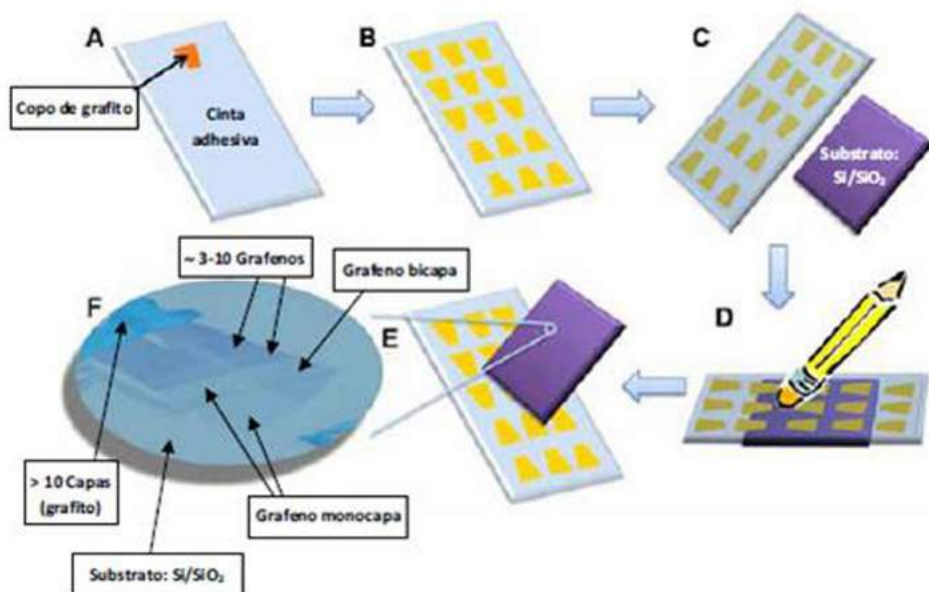 A
B
C
Copo de grafito
Cinta
adhesiva
Substrato:
Si/SiO₂
~ 3-10 Grafenos
Grafeno bicapa
F
E
D
> 10 Capas
(grafito)
Grafeno monocapa
Substrato: Si/SiO₂